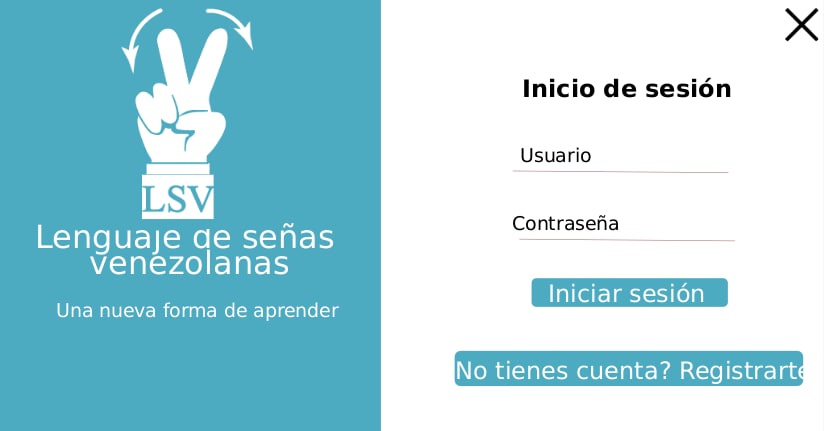 LSV
Lenguaje de señas
venezolanas
Una nueva forma de aprender
Inicio de sesión
Usuario
Contraseña
Iniciar sesión
No tienes cuenta? Registrarte